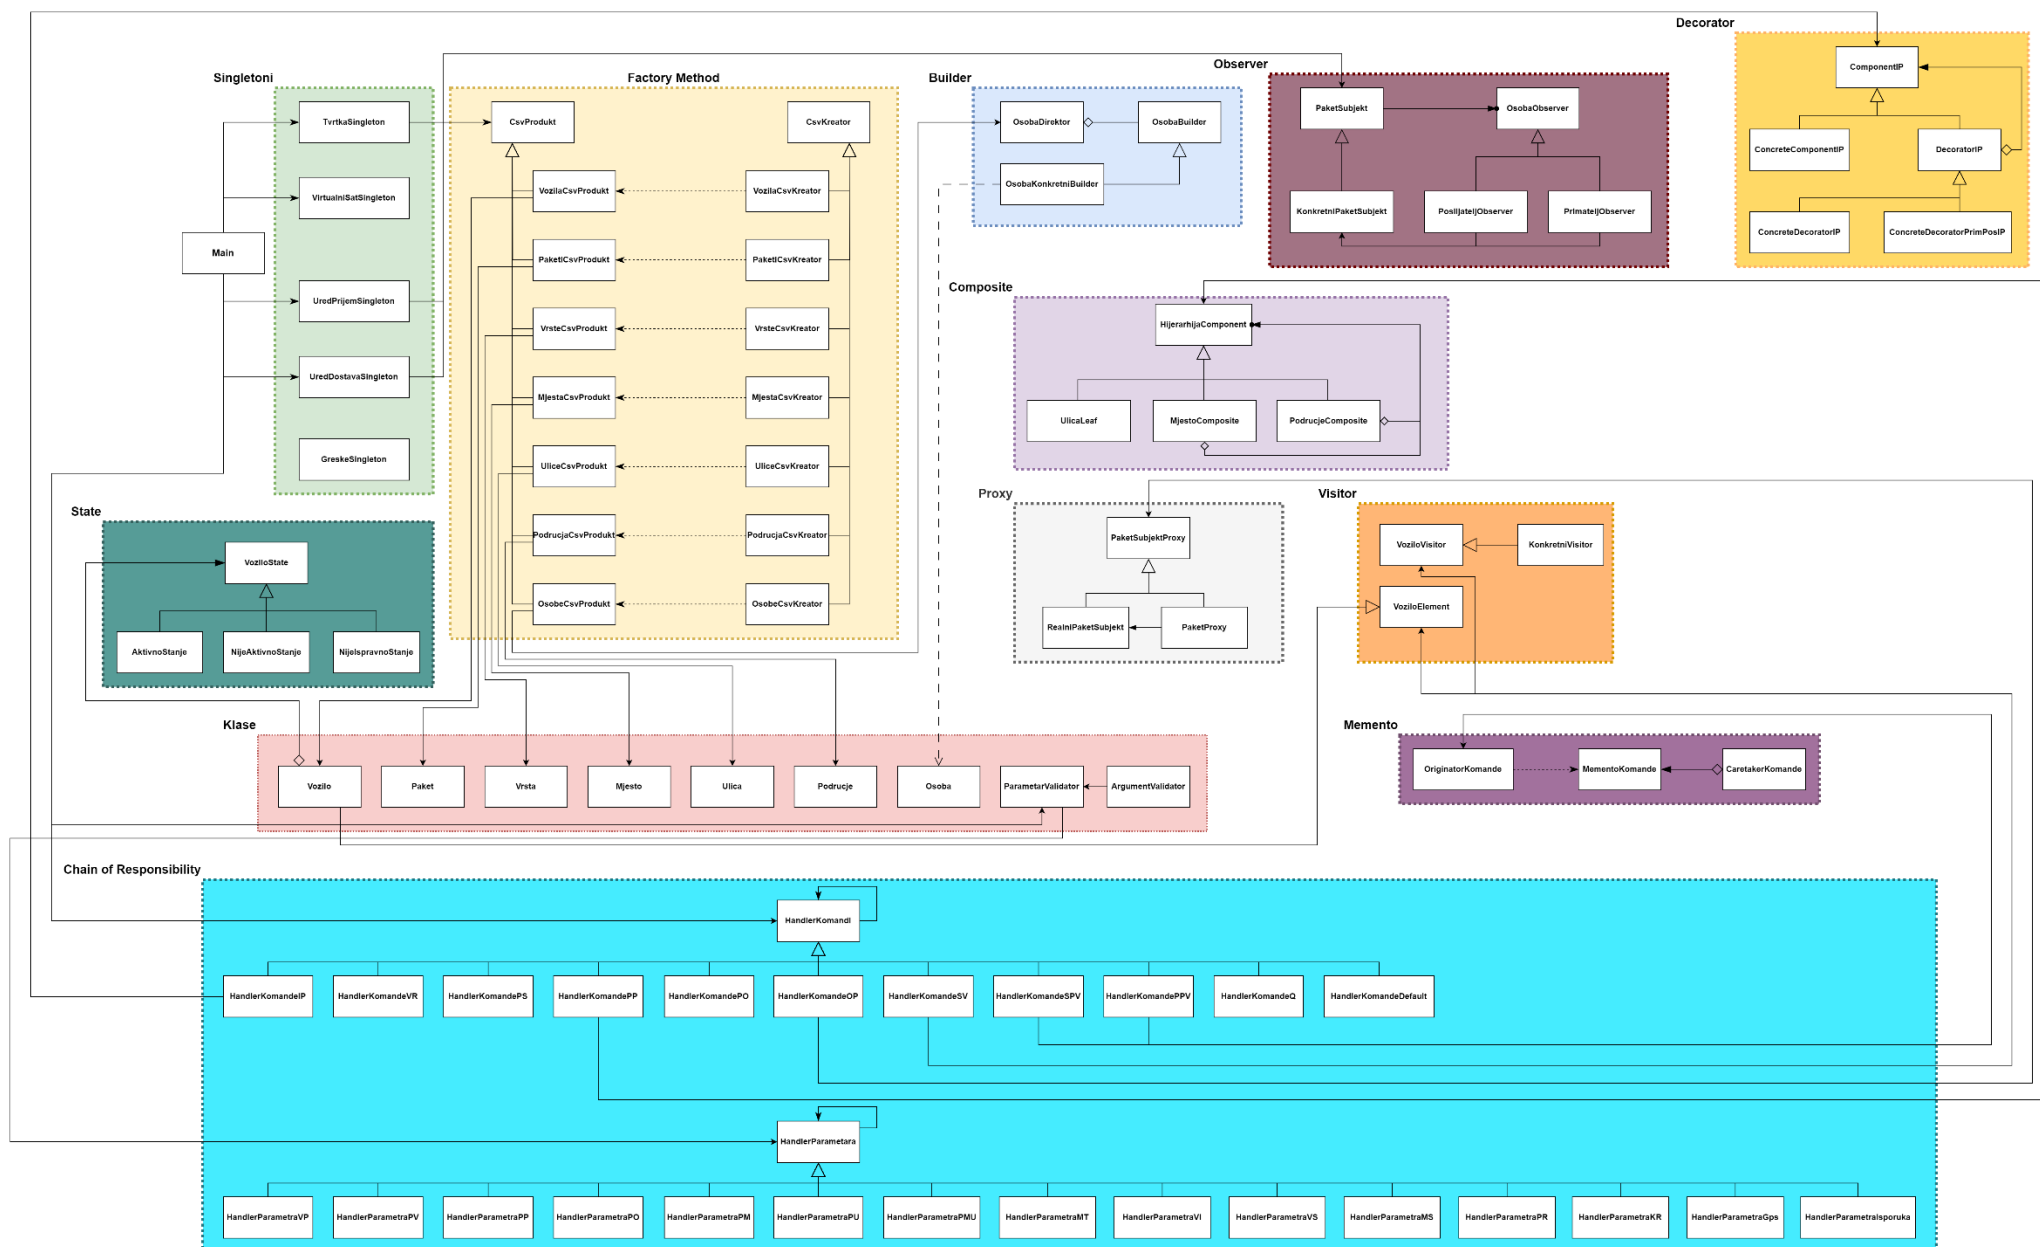 Decorator
Singletoni
Factory Method
Builder
Observer
TvrtkaSingleton
VirtualniSatSingleton
Main
UredPrijemSingleton
UredDostavaSingleton
GreskeSingleton
CsvProdukt
CsvKreator
VozilaCsvProdukt
VozilaCsvKreator
PaketiCsvProdukt
PaketiCsvKreator
VrsteCsvProdukt
VrsteCsvKreator
MjestaCsvProdukt
MjestaCsvKreator
UliceCsvProdukt
UliceCsvKreator
PodrucjaCsvProdukt
PodrucjaCsvKreator
OsobeCsvProdukt
OsobeCsvKreator
OsobaDirektor
OsobaBuilder
OsobaKonkretniBuilder
PaketSubjekt
OsobaObserver
KonkretniPaketSubjekt
PosiljateljObserver
PrimateljObserver
ComponentIP
ConcreteComponentIP
DecoratorIP
ConcreteDecoratorIP
ConcreteDecoratorPrimPosIP
Composite
HijerarhijaComponent
UlicaLeaf
MjestoComposite
PodrucjeComposite
Proxy
PaketSubjektProxy
RealniPaketSubjekt
PaketProxy
Visitor
VoziloVisitor
KonkretniVisitor
VoziloElement
State
VoziloState
AktivnoStanje
NijeAktivnoStanje
NijeIspravnoStanje
Klase
Vozilo
Paket
Vrsta
Mjesto
Ulica
Podrucje
Osoba
ParametarValidator
ArgumentValidator
Memento
OriginatorKomande
MementoKomande
CaretakerKomande
Chain of Responsibility
HandlerKomandi
HandlerKomandeIP
HandlerKomandeVR
HandlerKomandePS
HandlerKomandePP
HandlerKomandePO
HandlerKomandeOP
HandlerKomandeSV
HandlerKomandeSPV
HandlerKomandePPV
HandlerKomandeQ
HandlerKomandeDefault
HandlerParametara
HandlerParametraVP
HandlerParametraPV
HandlerParametraPP
HandlerParametraPO
HandlerParametraPM
HandlerParametraPU
HandlerParametraPMU
HandlerParametraMT
HandlerParametraVI
HandlerParametraVS
HandlerParametraMS
HandlerParametraPR
HandlerParametraKR
HandlerParametraGps
HandlerParametraIsporuka